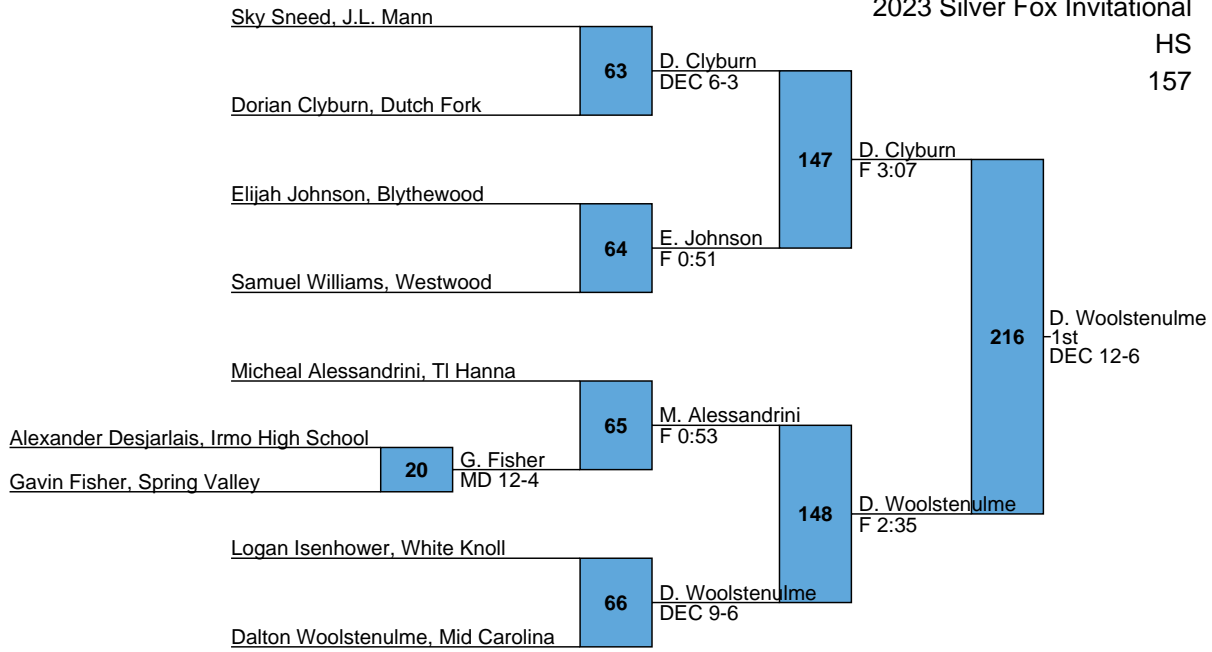 2023 Silver Fox Invitational
HS
157
Sky Sneed, J.L. Mann
63
D. Clyburn
DEC 6-3
Dorian Clyburn, Dutch Fork
147
D. Clyburn
F 3:07
Elijah Johnson, Blythewood
64
E. Johnson
F 0:51
Samuel Williams, Westwood
216
D. Woolstenulme
1st
DEC 12-6
Micheal Alessandrini, Tl Hanna
65
M. Alessandrini
F 0:53
Alexander Desjarlais, Irmo High School
20
G. Fisher
MD 12-4
Gavin Fisher, Spring Valley
148
D. Woolstenulme
F 2:35
Logan Isenhower, White Knoll
66
D. Woolstenulme
DEC 9-6
Dalton Woolstenulme, Mid Carolina